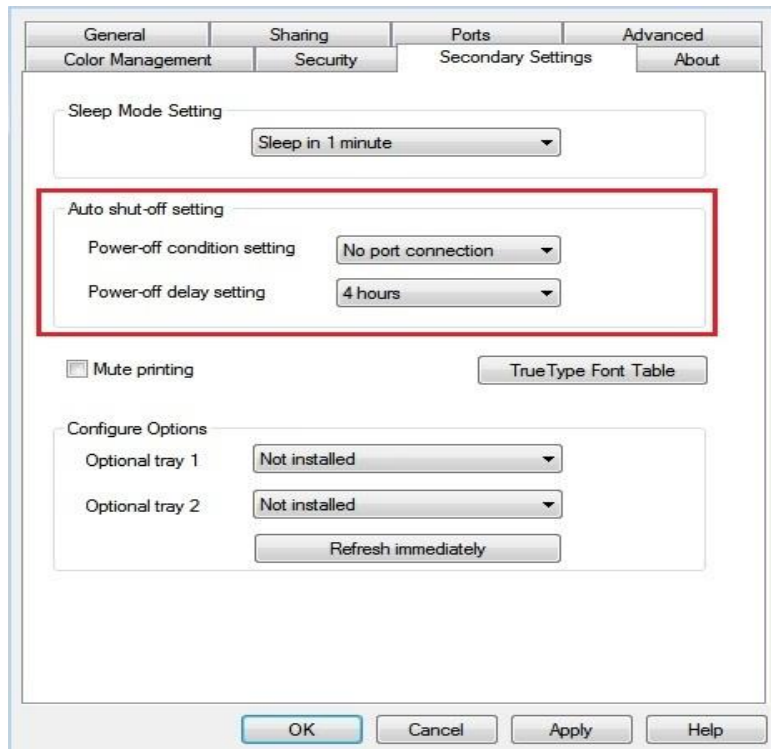 General Sharing Ports Advanced
Color Management Security Secondary Settings About
Sleep Mode Setting
Sleep in 1 minute
Auto shut-off setting
Power-off condition setting No port connection
Power-off delay setting 4 hours
Mute printing TrueType Font Table
Configure Options
Optional tray 1 Not installed
Optional tray 2 Not installed
Refresh immediately
OK Cancel Apply Help